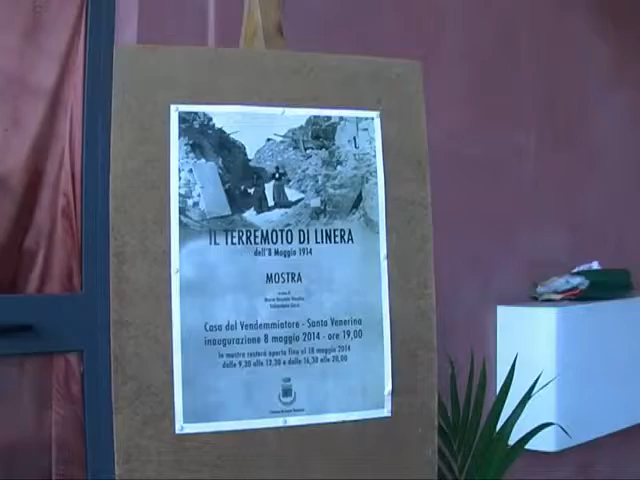 IL TERREMOTO DI LINERA
dell'8 Maggio 1914
MOSTRA
Casa del Vendemmiatore - Santa Venerina
inaugurazione 8 maggio 2014 - ore 19,00
la mostra resterà aperta fino al 18 maggio 2014
dalle 9,30 alle 12,30 e dalle 16,30 alle 20,00